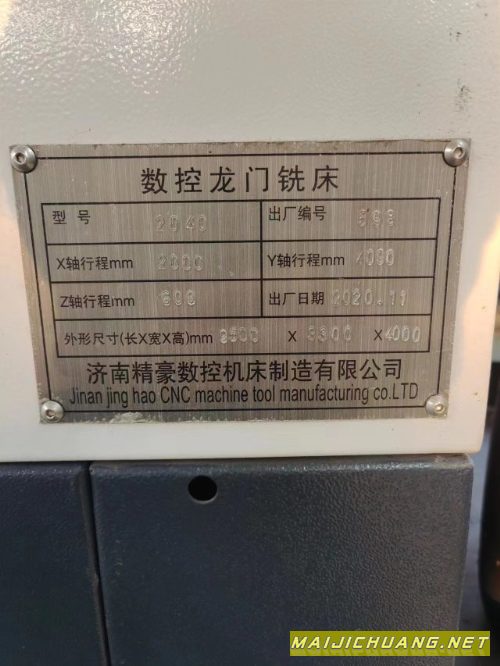 数控龙门铣床
型号 2040 出厂编号
X轴行程mm 2000 Y轴行程mm 4000
Z轴行程mm 出厂日期 2020.11
外形尺寸(长X宽X高)mm X X 4000
济南精豪数控机床制造有限公司
Jinan jing hao CNC machine tool manufacturing co.LTD
MAIJICHUANG.NET